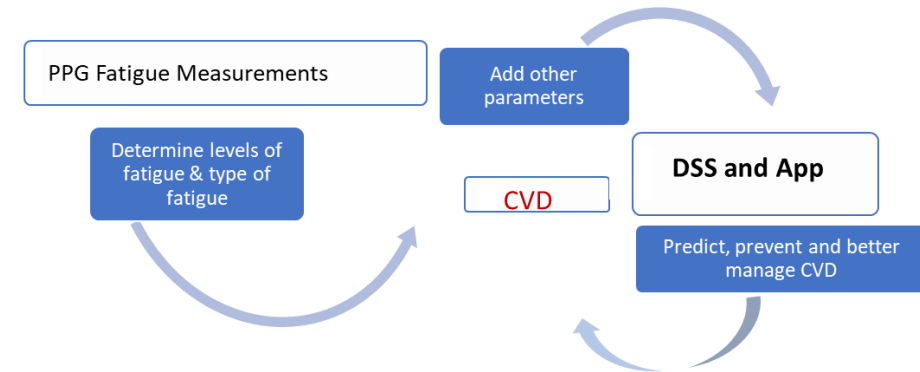 PPG Fatigue Measurements
Determine levels of
fatigue & type of
fatigue
Add other
parameters
CVD
DSS and App
Predict, prevent and better
manage CVD